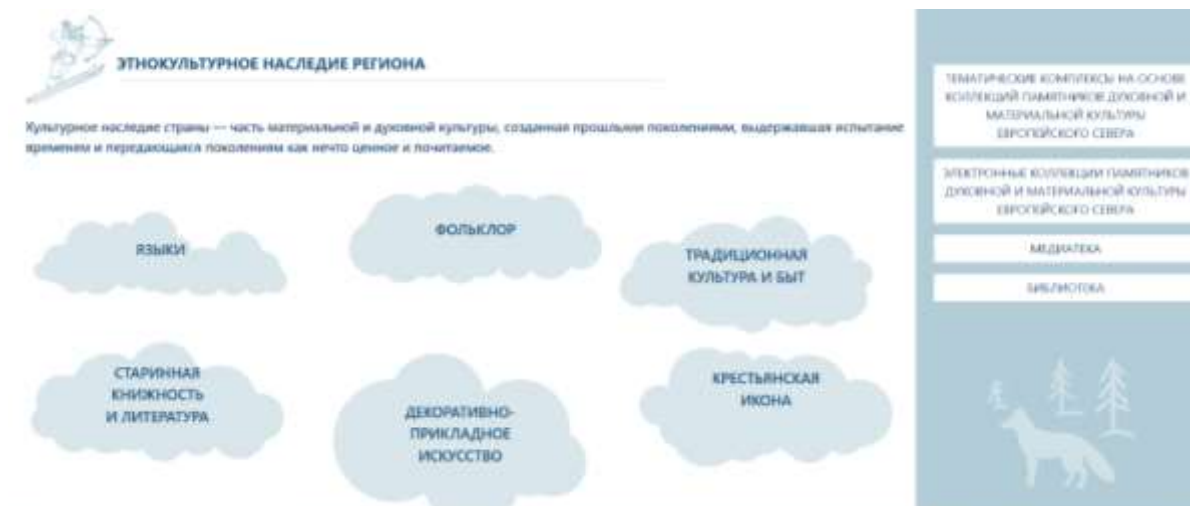 ЭТНОКУЛЬТУРНОЕ НАСЛЕДИЕ РЕГИОНА
Культурное наследие страны — часть материальной и духовной культуры, созданная прошлыми поколениями, выдержавшая испытание
временем и передающаяся поколениям как нечто ценное и почитаемое.
ЯЗЫКИ
ФОЛЬКЛОР
ТРАДИЦИОННАЯ
КУЛЬТУРА И БЫТ
СТАРИННАЯ
КНИЖНОСТЬ
И ЛИТЕРАТУРА
ДЕКОРАТИВНО-
ПРИКЛАДНОЕ
ИСКУССТВО
КРЕСТЬЯНСКАЯ
ИКОНА
ТЕМАТИЧЕСКИЕ КОМПЛЕКСЫ НА ОСНОВЕ
КОЛЛЕКЦИЙ ПАМЯТНИКОВ ДУХОВНОЙ И
МАТЕРИАЛЬНОЙ КУЛЬТУРЫ
ЕВРОПЕЙСКОГО СЕВЕРА
ЭЛЕКТРОННЫЕ КОЛЛЕКЦИИ ПАМЯТНИКОВ
ДУХОВНОЙ И МАТЕРИАЛЬНОЙ КУЛЬТУРЫ
ЕВРОПЕЙСКОГО СЕВЕРА
МЕДИАТЕКА
БИБЛИОТЕКА